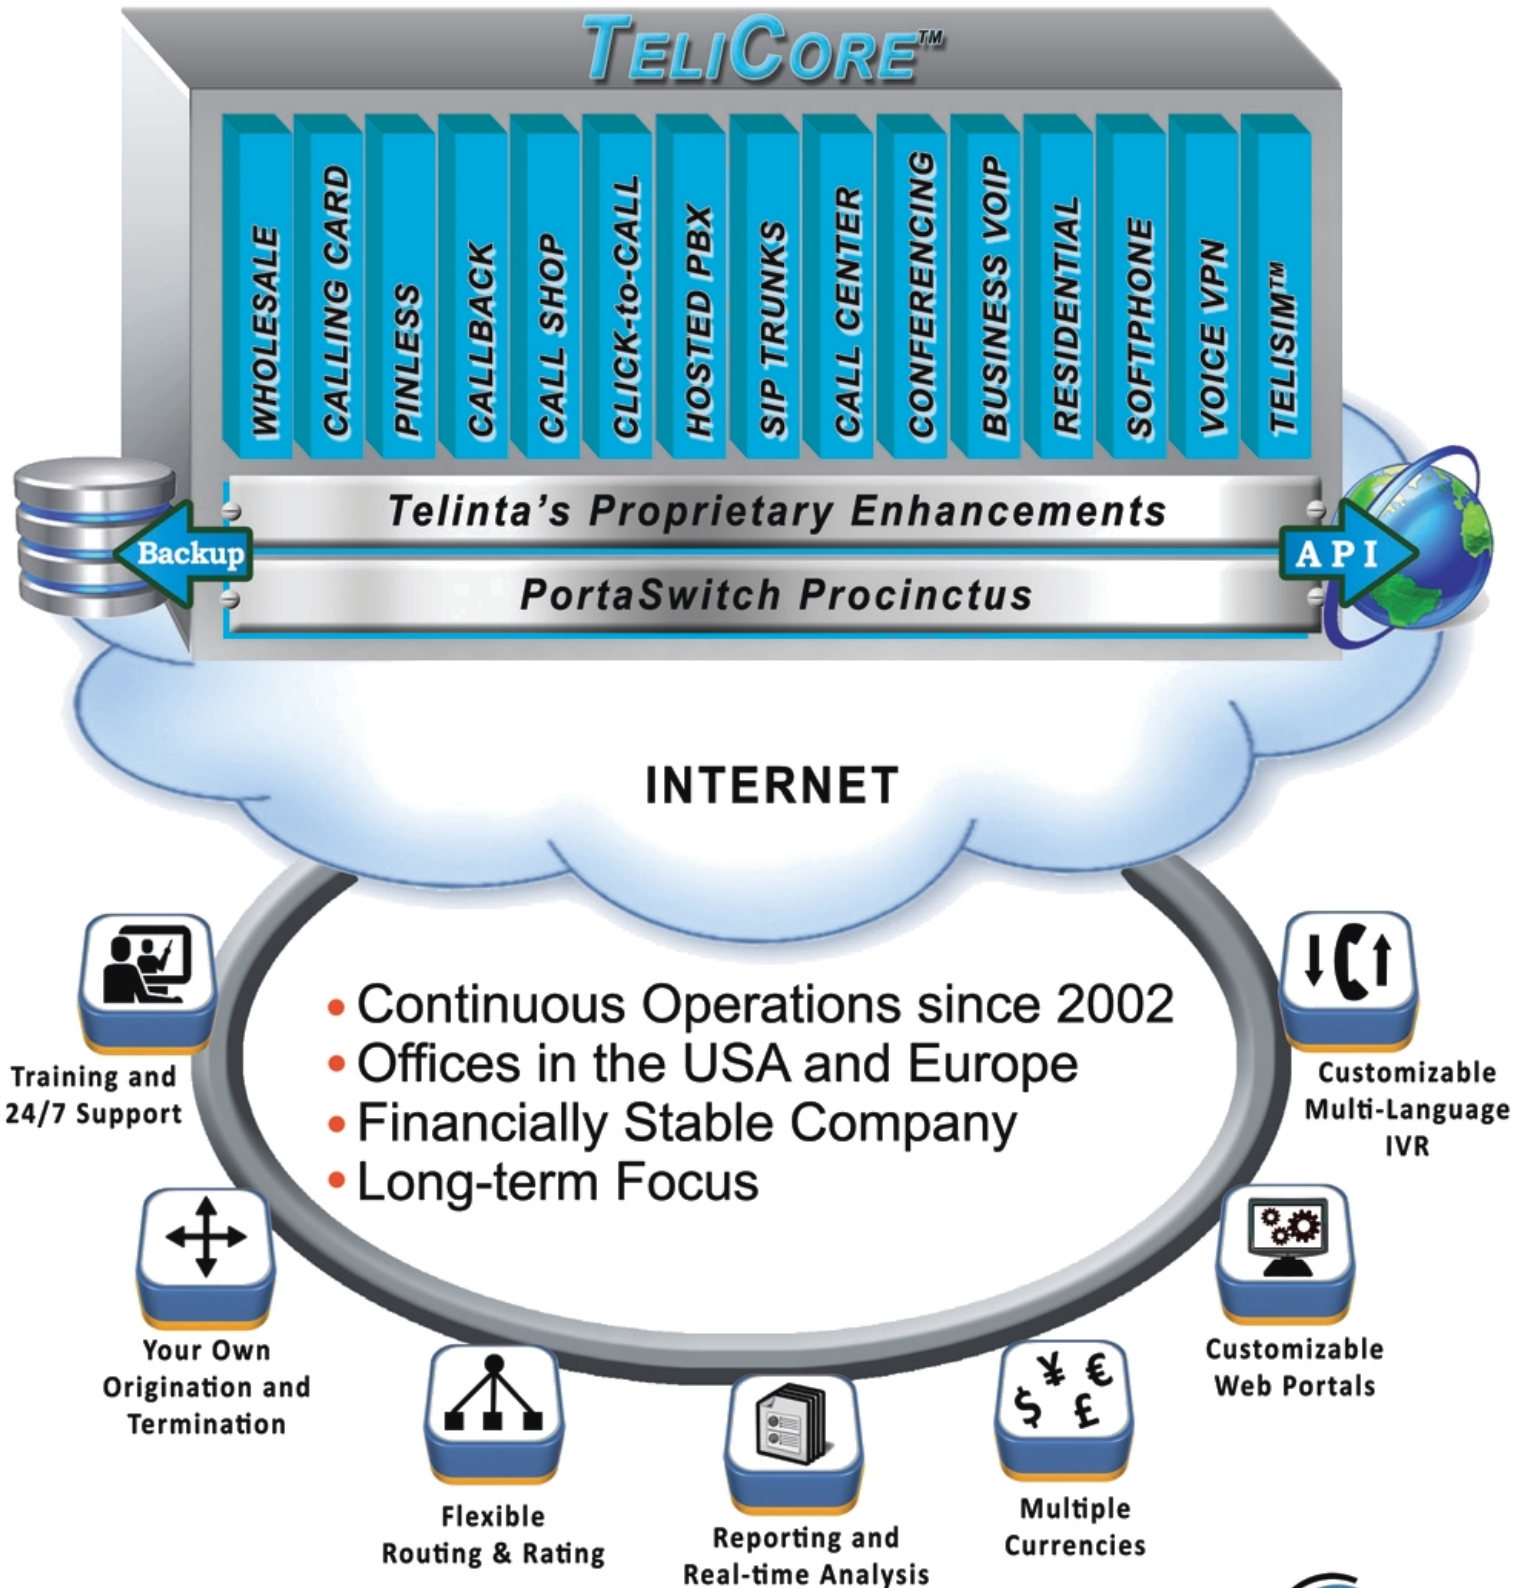 TELICORE™
WHOLESALE
CALLING CARD
PINLESS
CALLBACK
CALL SHOP
CLICK-to-CALL
HOSTED PBX
SIP TRUNKS
CALL CENTER
CONFERENCING
BUSINESS VOIP
RESIDENTIAL
SOFTPHONE
VOICE VPN
TELISIM™
Telinta's Proprietary Enhancements
Backup
API
PortaSwitch Procinctus
INTERNET
• Continuous Operations since 2002
• Offices in the USA and Europe
• Financially Stable Company
• Long-term Focus
Training and
24/7 Support
Customizable
Multi-Language
IVR
Your Own
Origination and
Termination
Customizable
Web Portals
¥ €
$ £
Flexible
Routing & Rating
Reporting and
Real-time Analysis
Multiple
Currencies